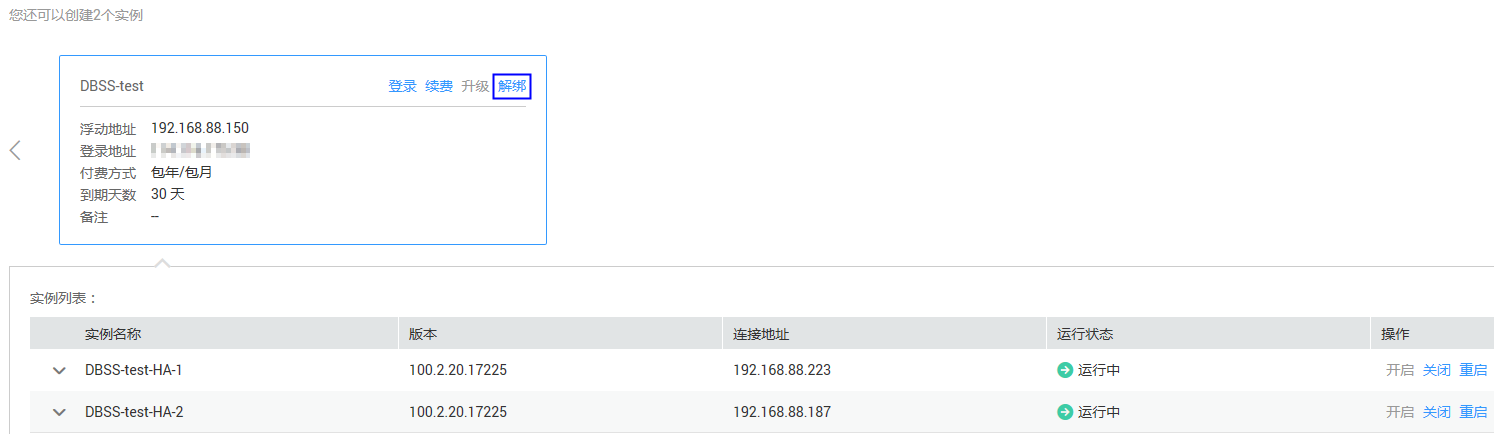 您还可以创建2个实例
DBSS-test 登录 续费 升级 解绑
浮动地址 192.168.88.150
登录地址
付费方式 包年/包月
到期天数 30 天
备注 --
实例列表：
实例名称 版本 连接地址 运行状态 操作
DBSS-test-HA-1 100.2.20.17225 192.168.88.223 运行中 开启 关闭 重启
DBSS-test-HA-2 100.2.20.17225 192.168.88.187 运行中 开启 关闭 重启